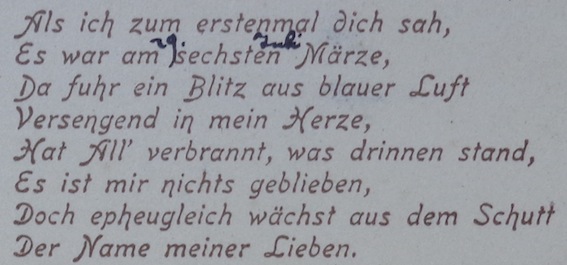 Als ich zum erstenmal dich sah,
29. Juli
Es war am sechsten Märze,
Da fuhr ein Blitz aus blauer Luft
Versengend in mein Herze,
Hat All' verbrannt, was drinnen stand,
Es ist mir nichts geblieben,
Doch epheugleich wächst aus dem Schutt
Der Name meiner Lieben.